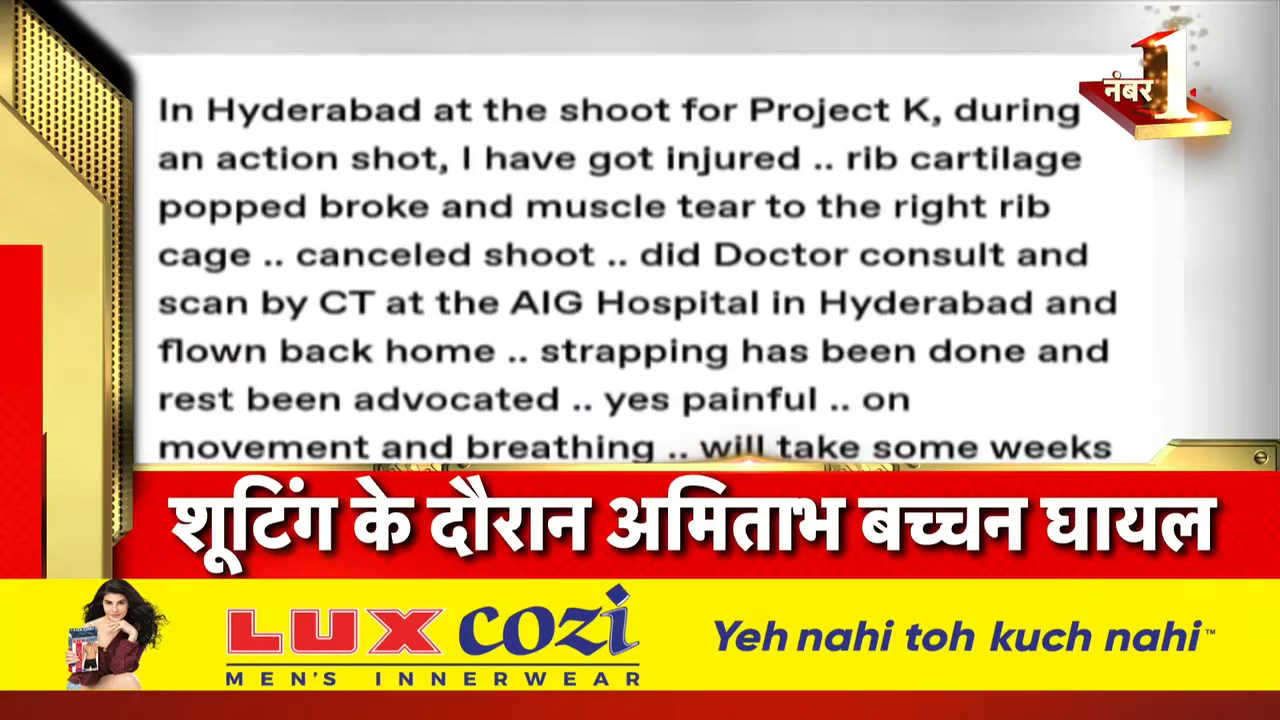 नंबर 1
In Hyderabad at the shoot for Project K, during
an action shot, I have got injured .. rib cartilage
popped broke and muscle tear to the right rib
cage .. canceled shoot .. did Doctor consult and
scan by CT at the AIG Hospital in Hyderabad and
flown back home .. strapping has been done and
rest been advocated .. yes painful .. on
movement and breathing .. will take some weeks
शूटिंग के दौरान अमिताभ बच्चन घायल
LUX cozi
MEN'S INNERWEAR
Yeh nahi toh kuch nahi™